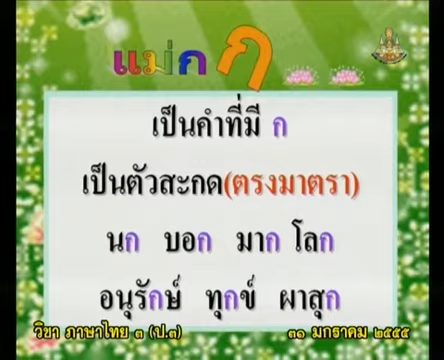 แม่กก
เป็นคำที่มี ก
เป็นตัวสะกด(ตรงมาตรา)
นก บอก มาก โลก
อนุรักษ์ ทุกข์ ผาสุก
วิชา ภาษาไทย ๓ (ป.๓) ๓๑ มกราคม ๒๕๕๕